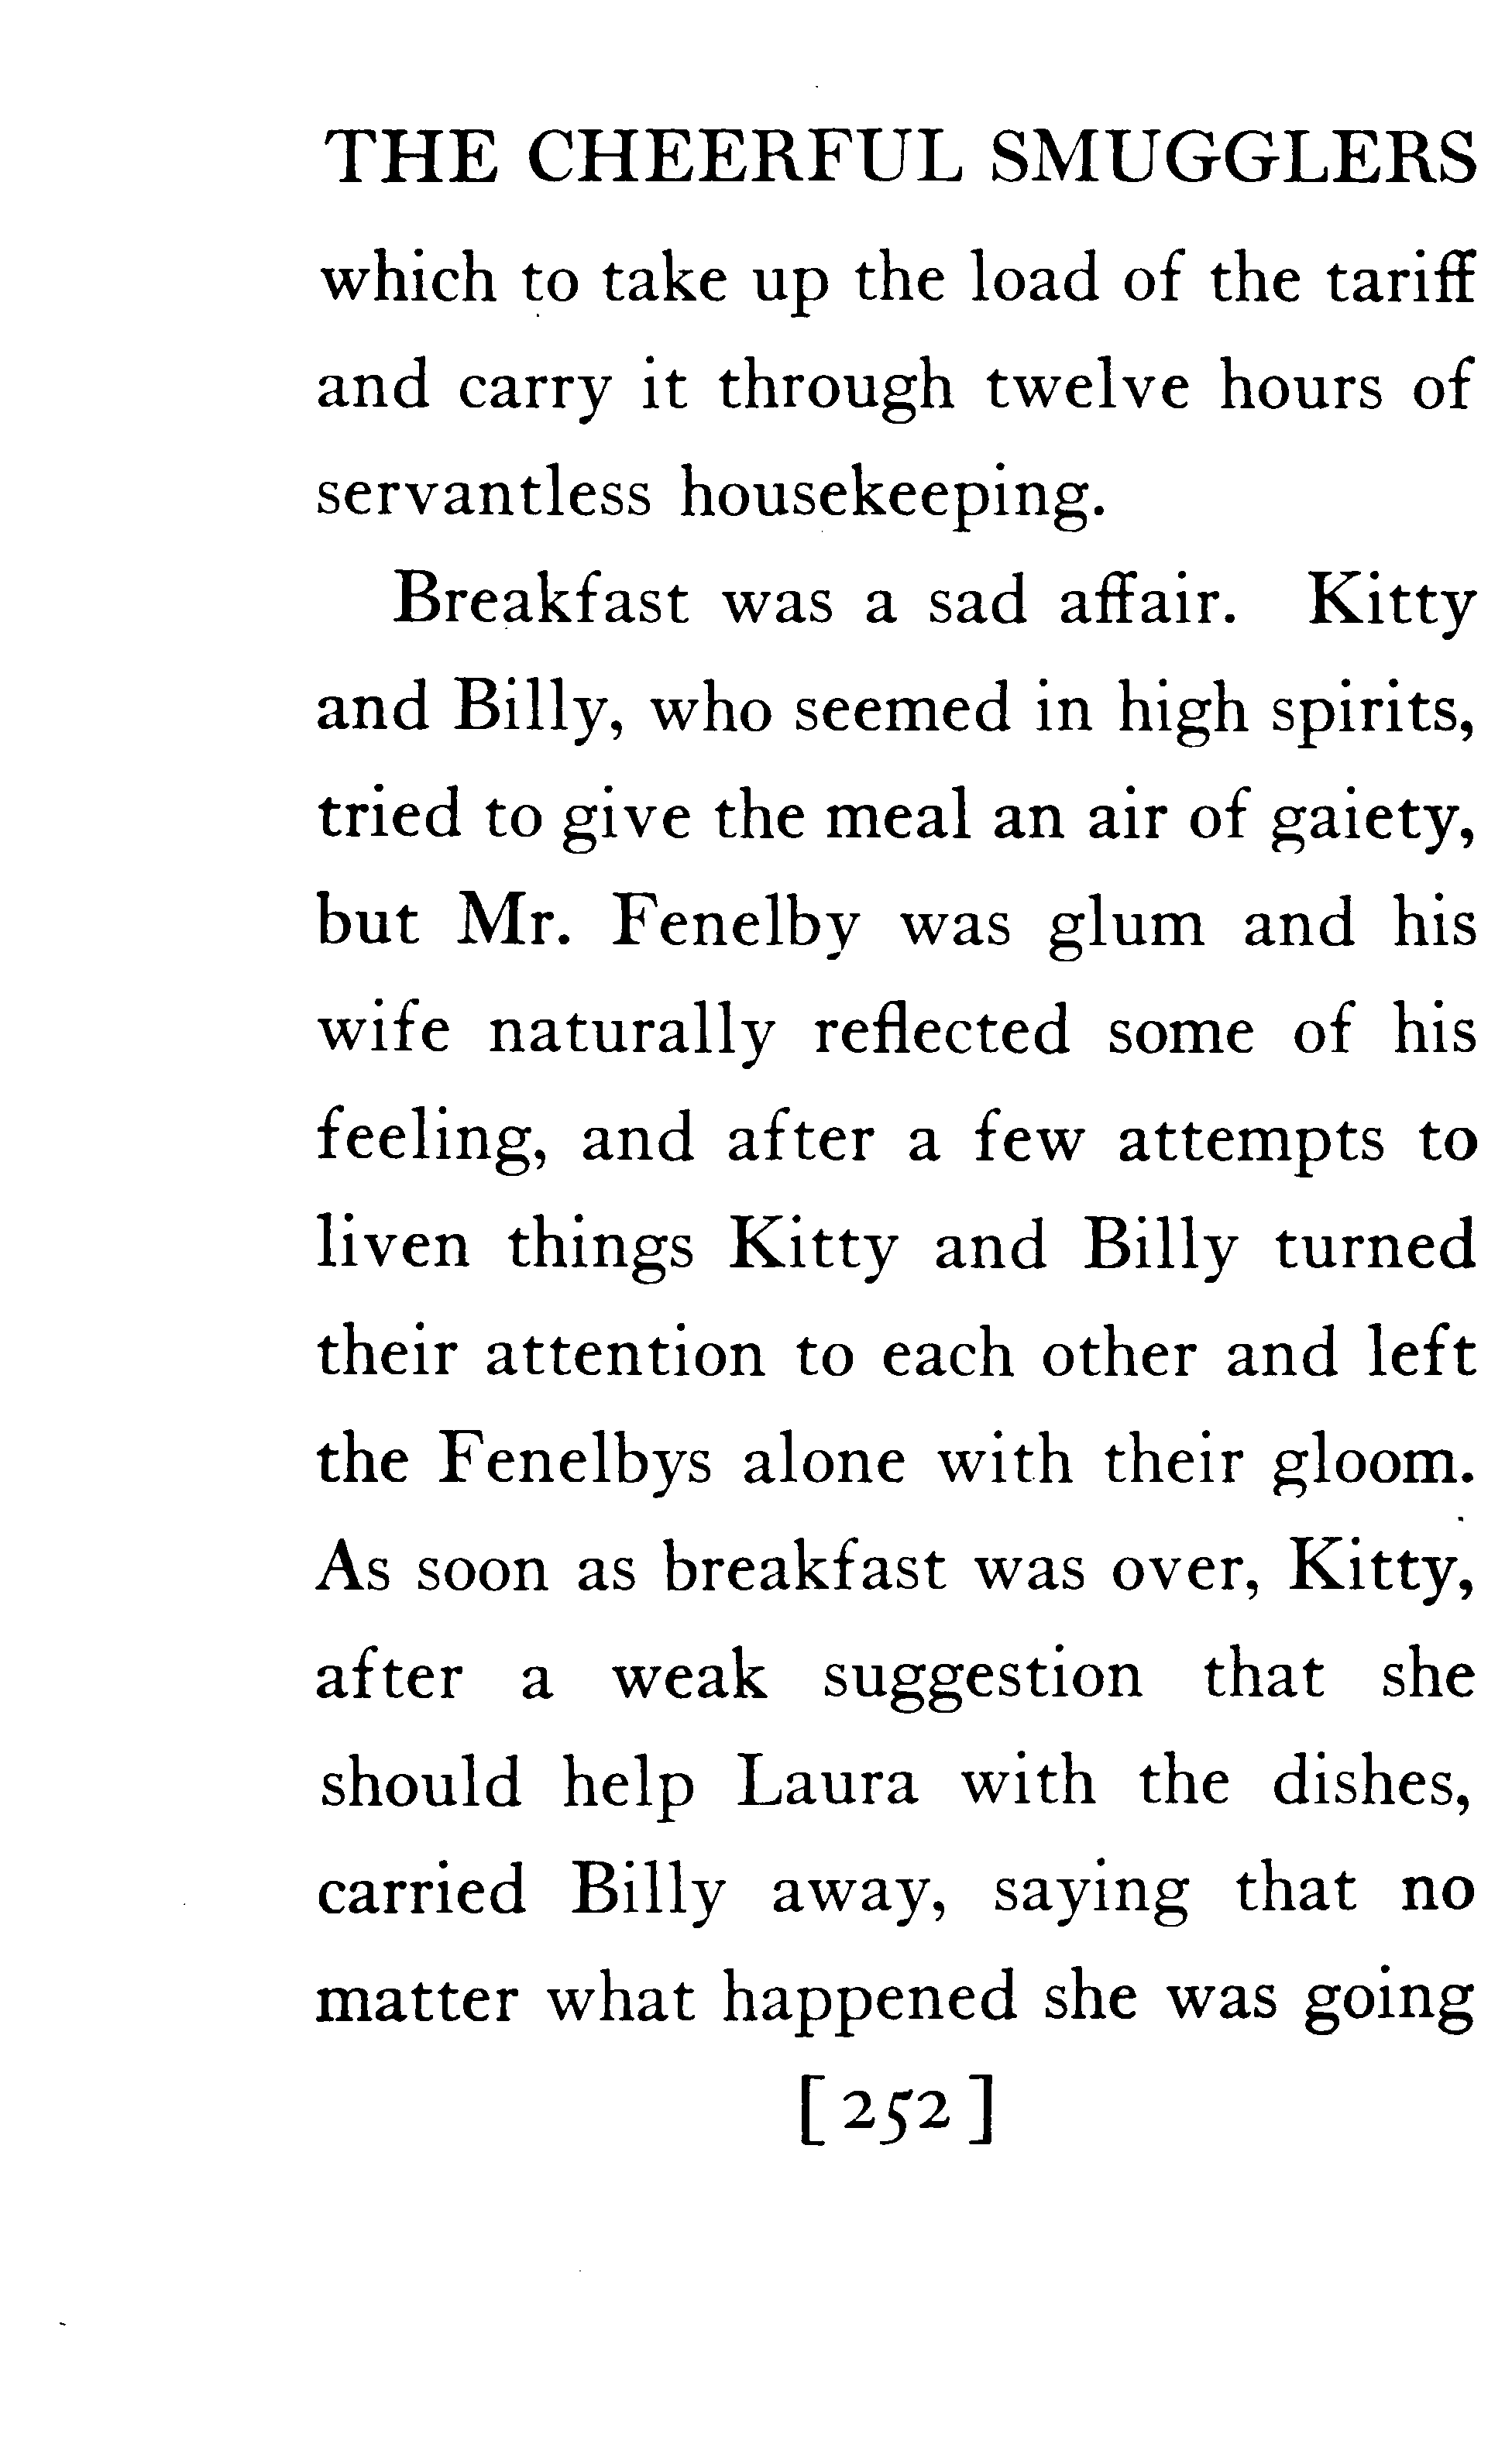 THE CHEERFUL SMUGGLERS
which to take up the load of the tariff
and carry it through twelve hours of
servantless housekeeping.
Breakfast was a sad affair. Kitty
and Billy, who seemed in high spirits,
tried to give the meal an air of gaiety,
but Mr. Fenelby was glum and his
wife naturally reflected some of his
feeling, and after a few attempts to
liven things Kitty and Billy turned
their attention to each other and left
the Fenelbys alone with their gloom.
As soon as breakfast was over, Kitty,
after a weak suggestion that she
should help Laura with the dishes,
carried Billy away, saying that no
matter what happened she was going
[252]